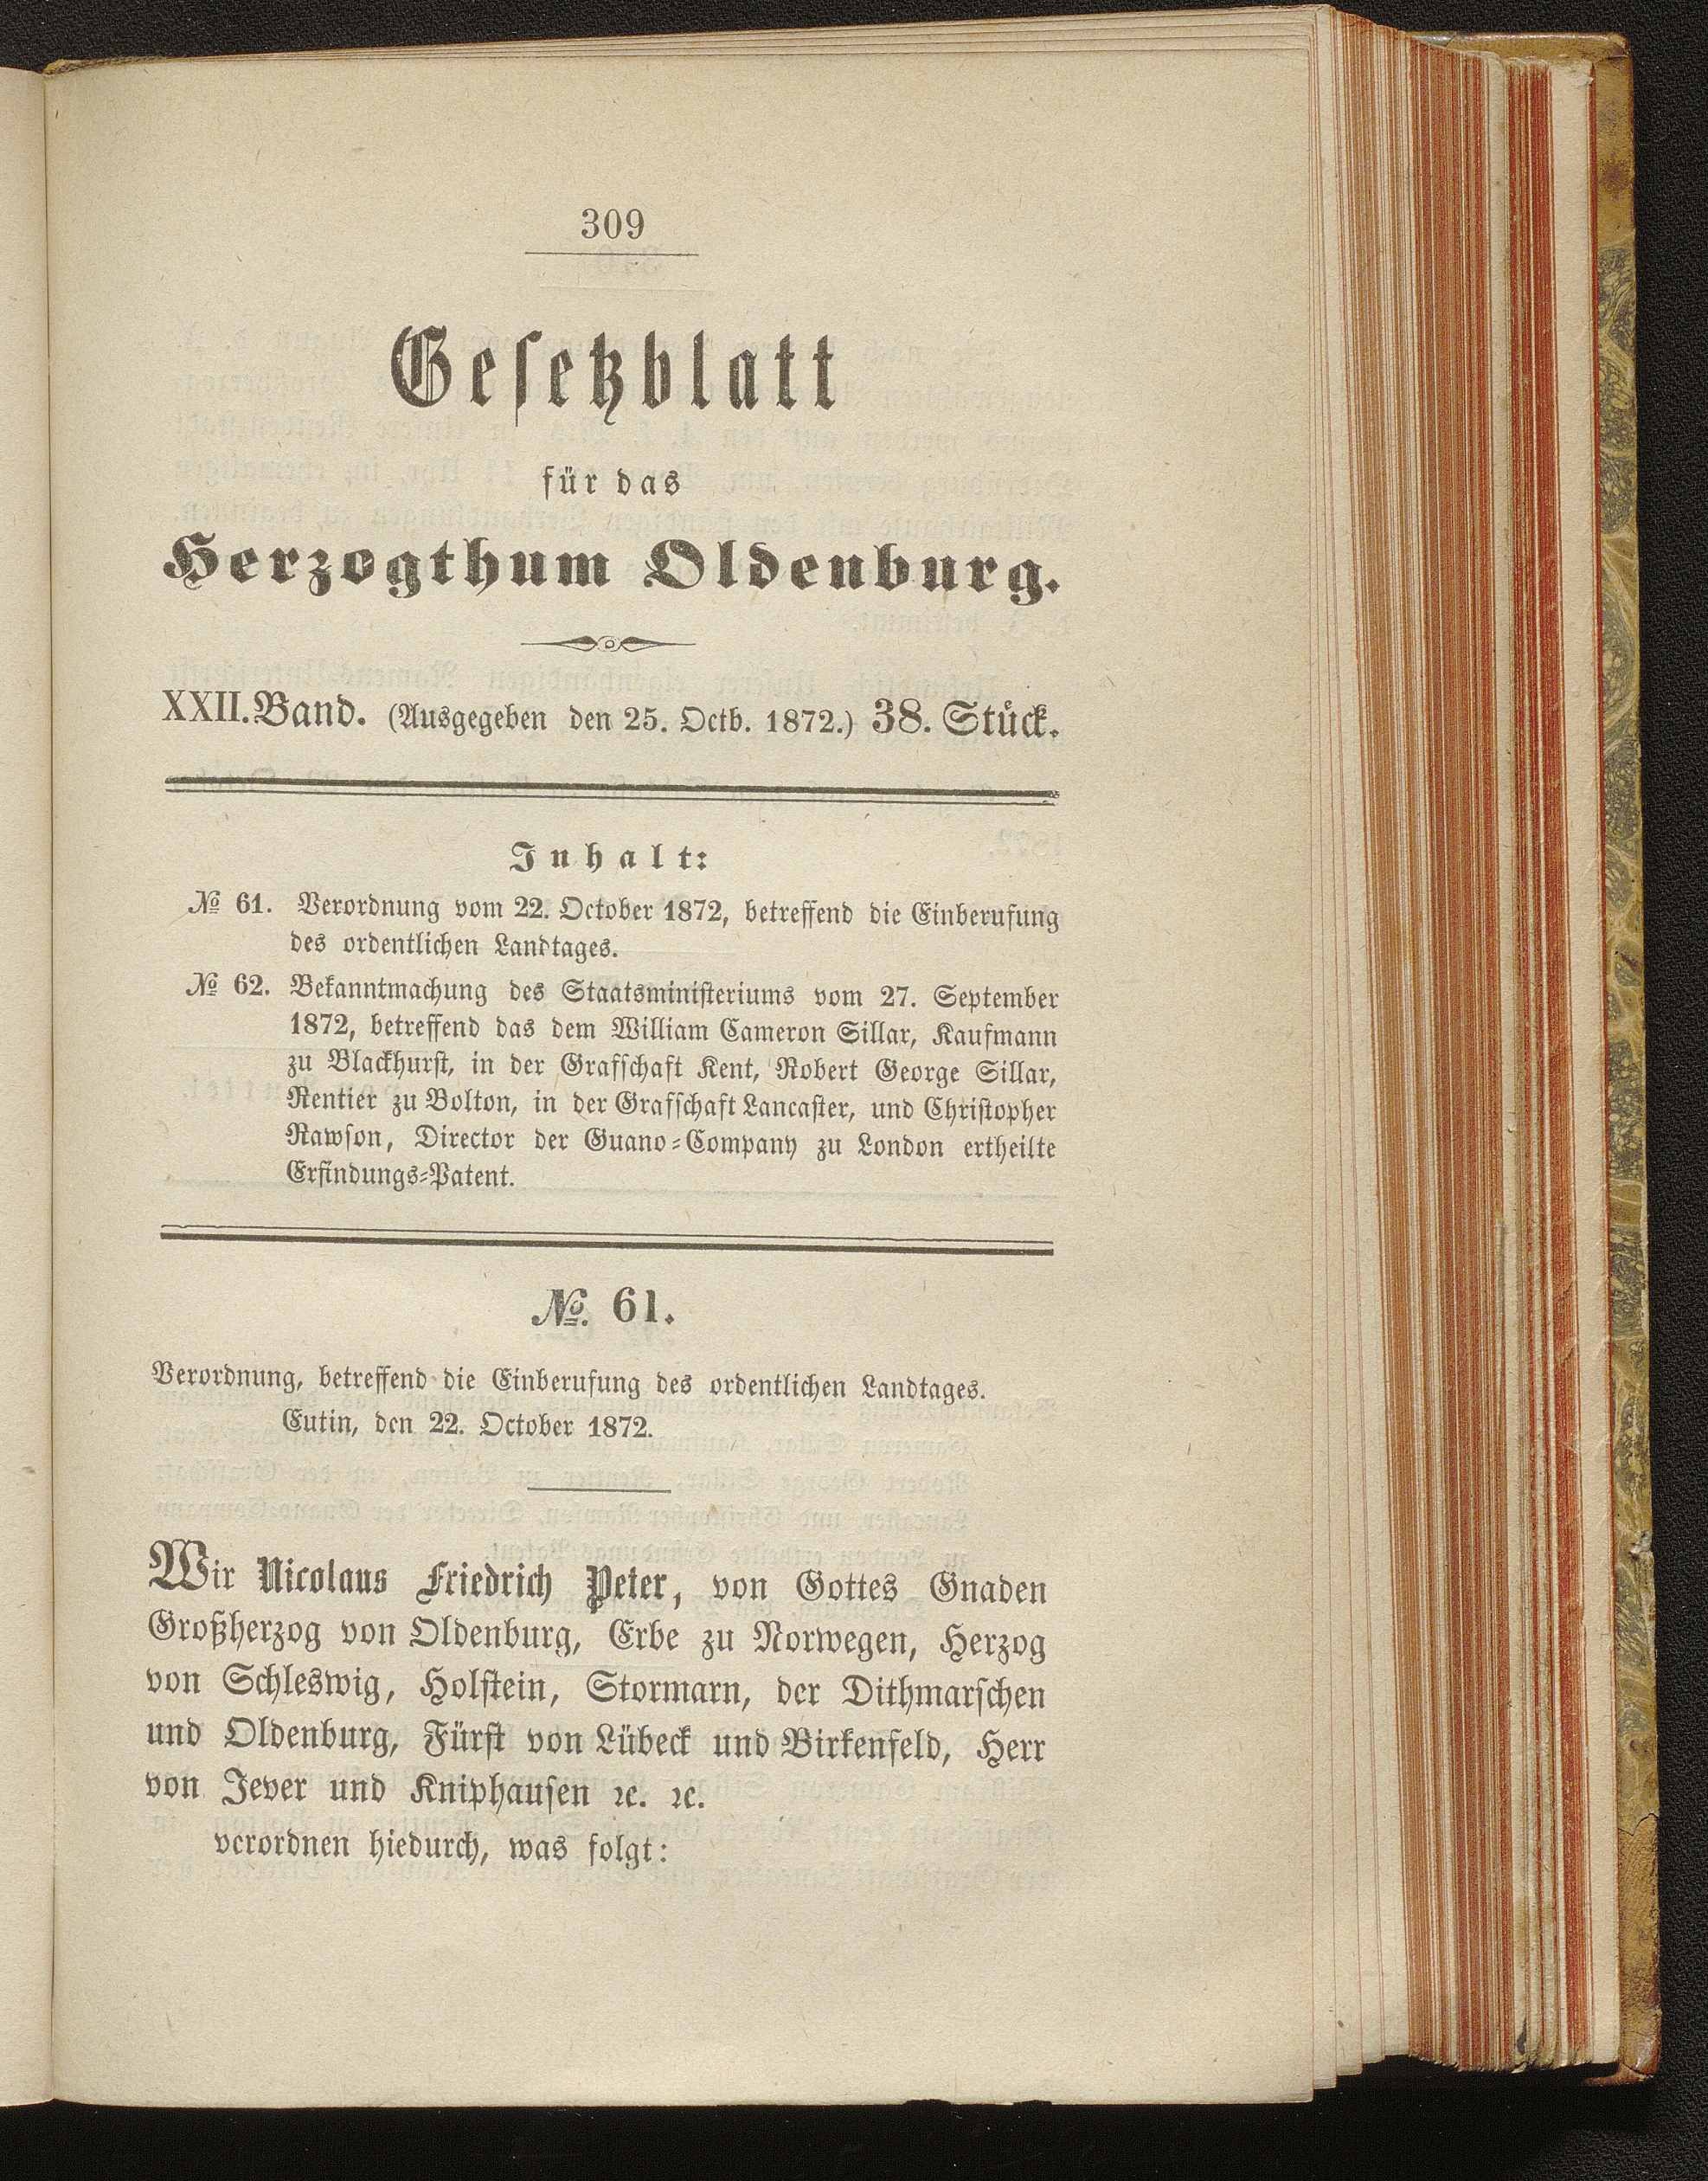 309
Gesetzblatt
für das
Herzogthum Oldenburg.
XXII. Band. (Ausgegeben den 25. Octb. 1872.) 38. Stück.
Inhalt:
№ 61. Verordnung vom 22. October 1872, betreffend die Einberufung
des ordentlichen Landtages.
№ 62. Bekanntmachung des Staatsministeriums vom 27. September
1872, betreffend das dem William Cameron Sillar, Kaufmann
zu Blackhurst, in der Grafschaft Kent, Robert George Sillar,
Rentier zu Bolton, in der Grafschaft Lancaster, und Christopher
Rawson, Director der Guano-Company zu London ertheilte
Erfindungs-Patent.
№. 61.
Verordnung, betreffend die Einberufung des ordentlichen Landtages.
Eutin, den 22. October 1872.
Wir Nicolaus Friedrich Peter, von Gottes Gnaden
Großherzog von Oldenburg, Erbe zu Norwegen, Herzog
von Schleswig, Holstein, Stormarn, der Dithmarschen
und Oldenburg, Fürst von Lübeck und Birkenfeld, Herr
von Jever und Kniphausen ꝛc. ꝛc.
verordnen hiedurch, was folgt: